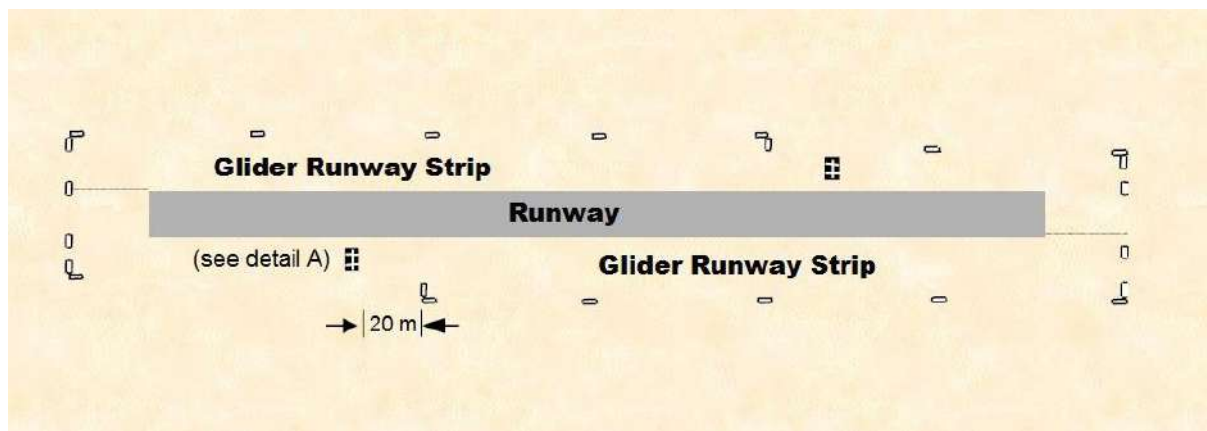 Glider Runway Strip
Runway
(see detail A)
Glider Runway Strip
20 m